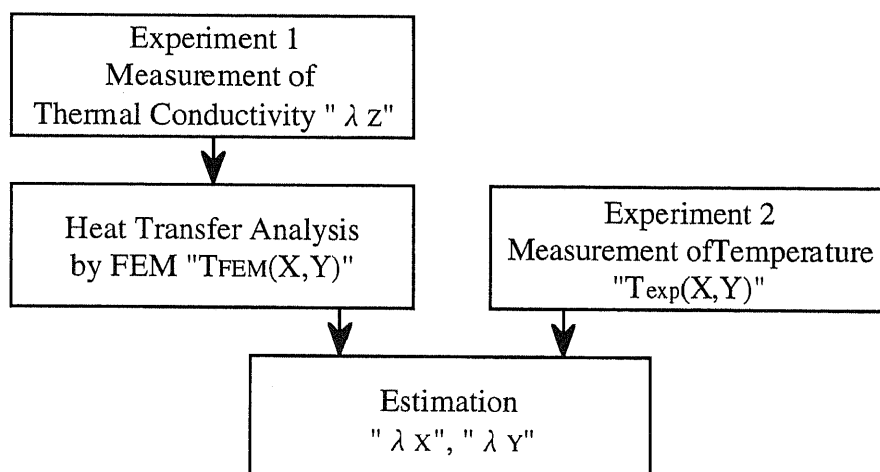 Experiment 1
Measurement of
Thermal Conductivity " λ Z"
Heat Transfer Analysis
by FEM "TFEM(X,Y)"
Experiment 2
Measurement ofTemperature
"Texp(X,Y)"
Estimation
" λ X", " λ Y"